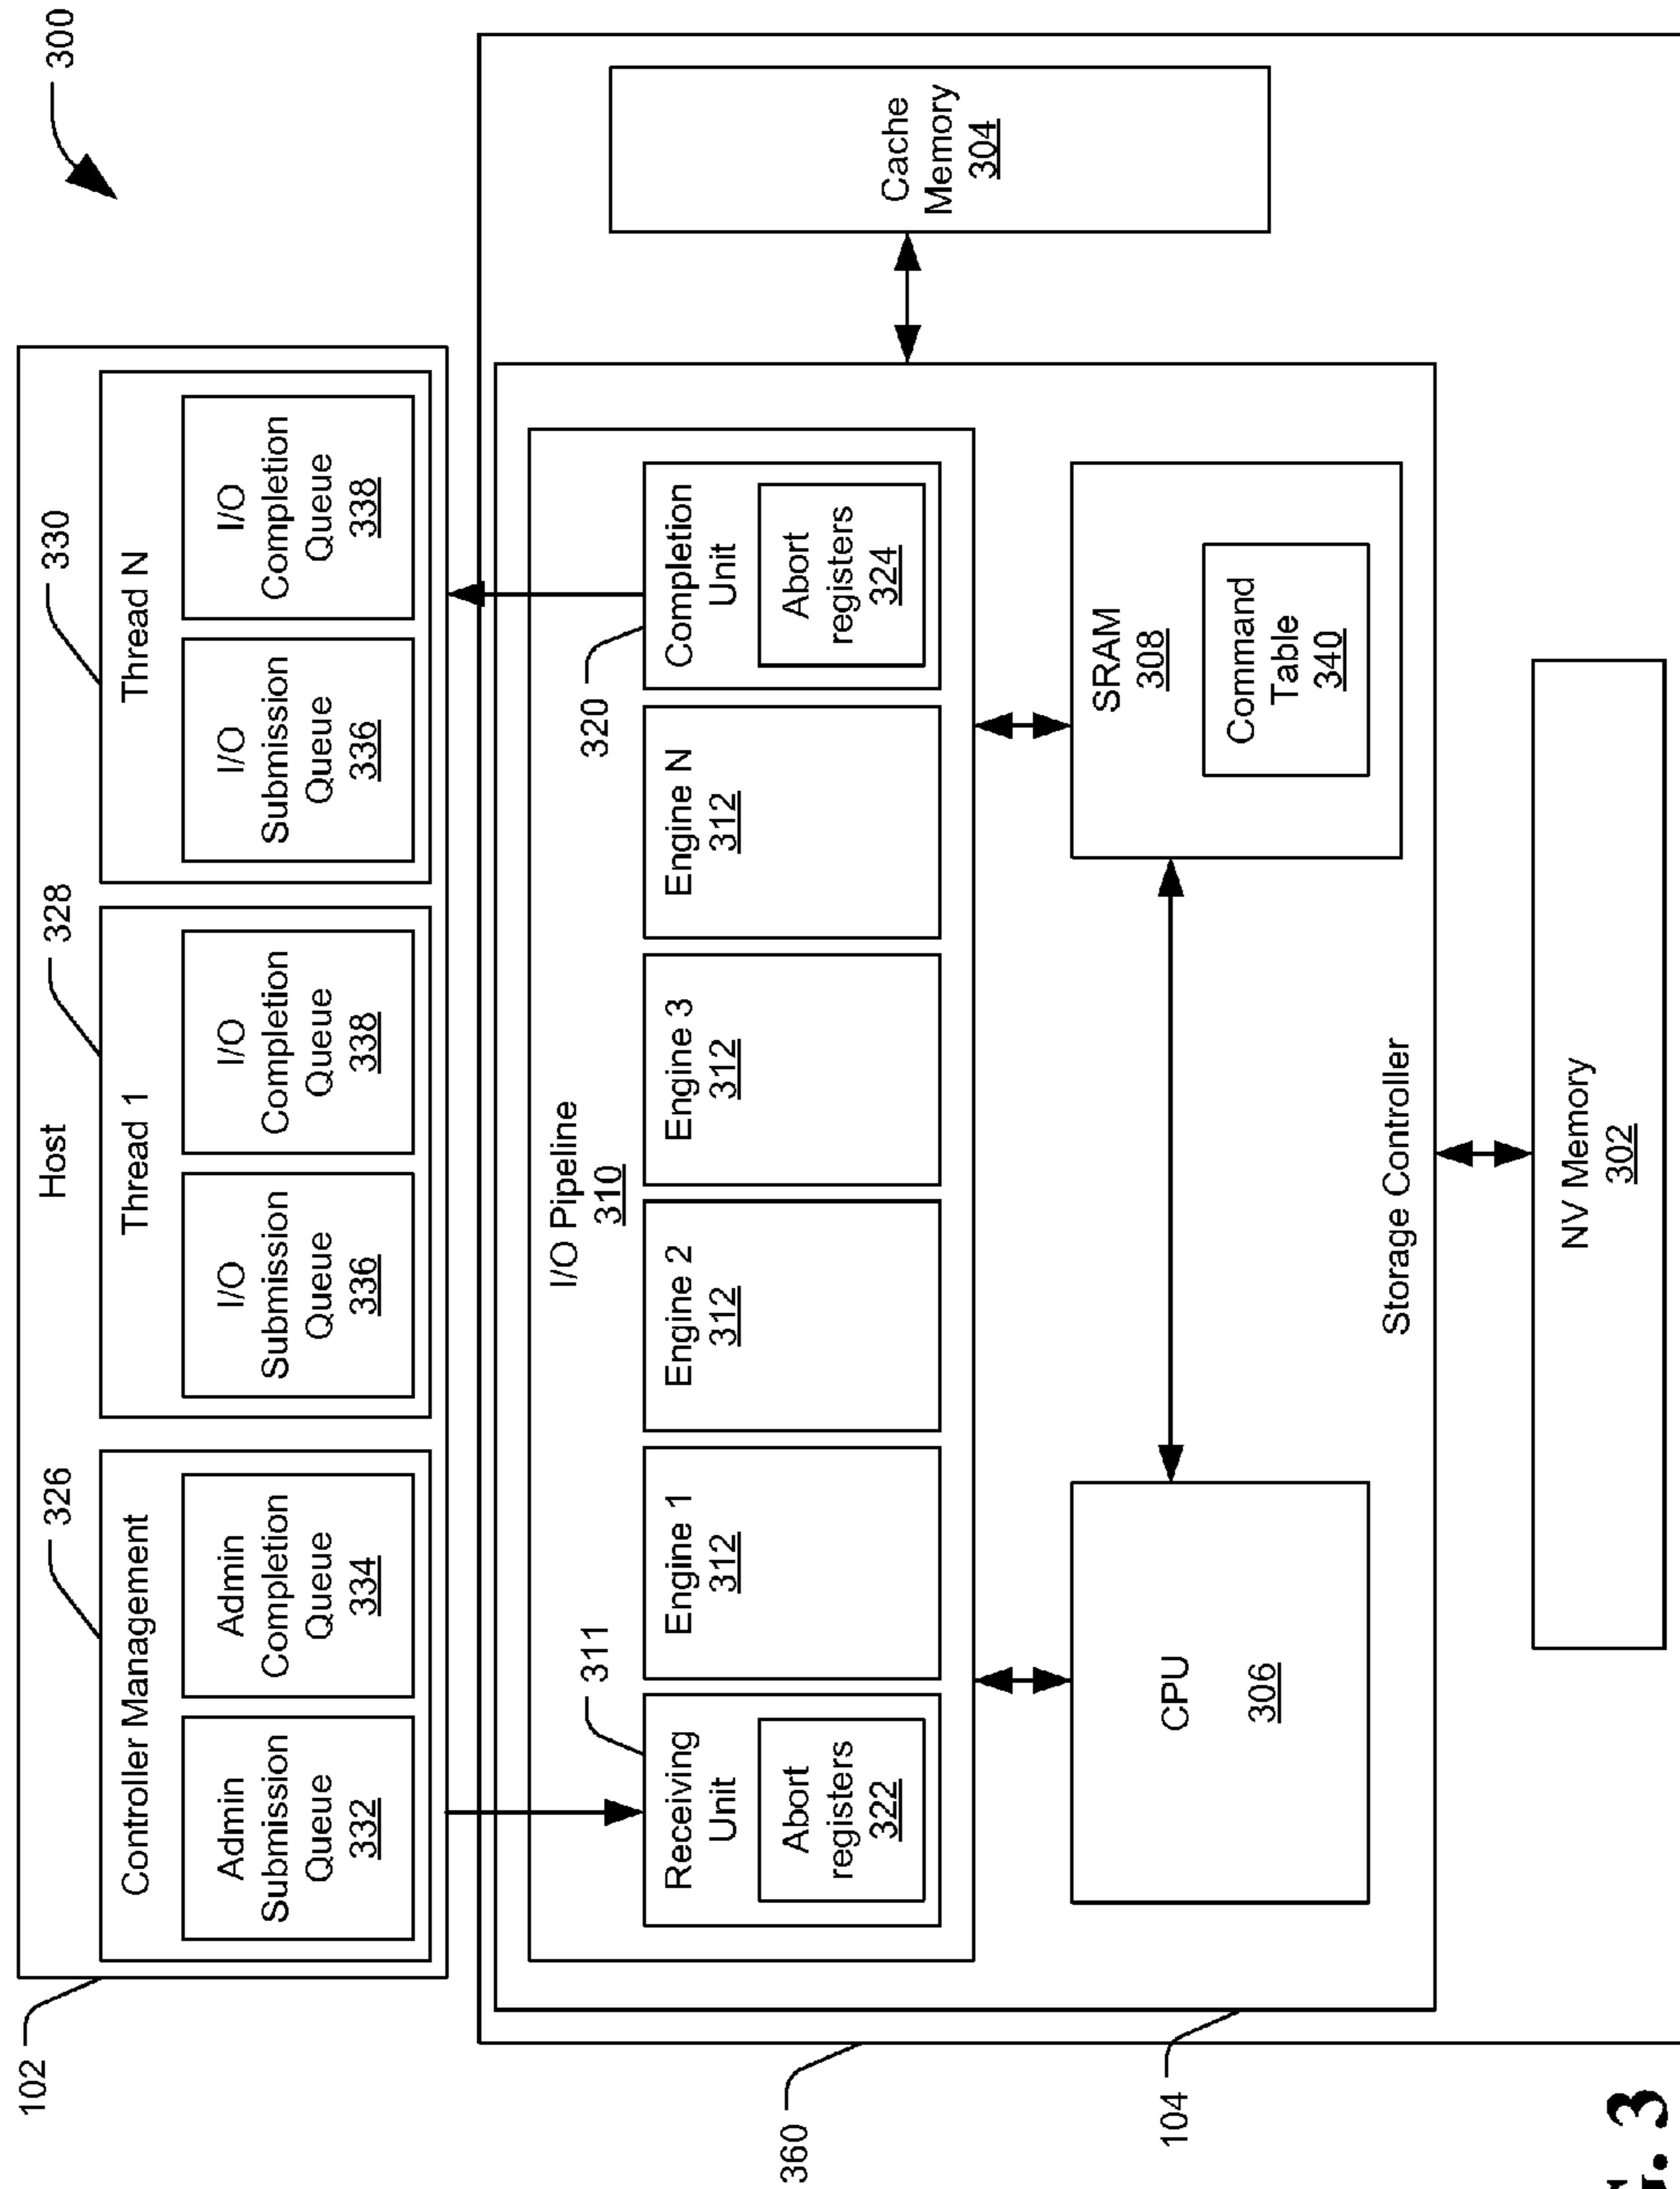 300
102
Host
326
328
330
Controller Management
Admin
Submission
Queue
332
Admin
Completion
Queue
334
Thread 1
I/O
Submission
Queue
336
I/O
Completion
Queue
338
Thread N
I/O
Submission
Queue
336
I/O
Completion
Queue
338
360
104
I/O Pipeline
310
311
Receiving
Unit
Abort
registers
322
Engine 1
312
Engine 2
312
Engine 3
312
Engine N
312
320
Completion
Unit
Abort
registers
324
Cache
Memory
304
CPU
306
SRAM
308
Command
Table
340
Storage Controller
NV Memory
302
3